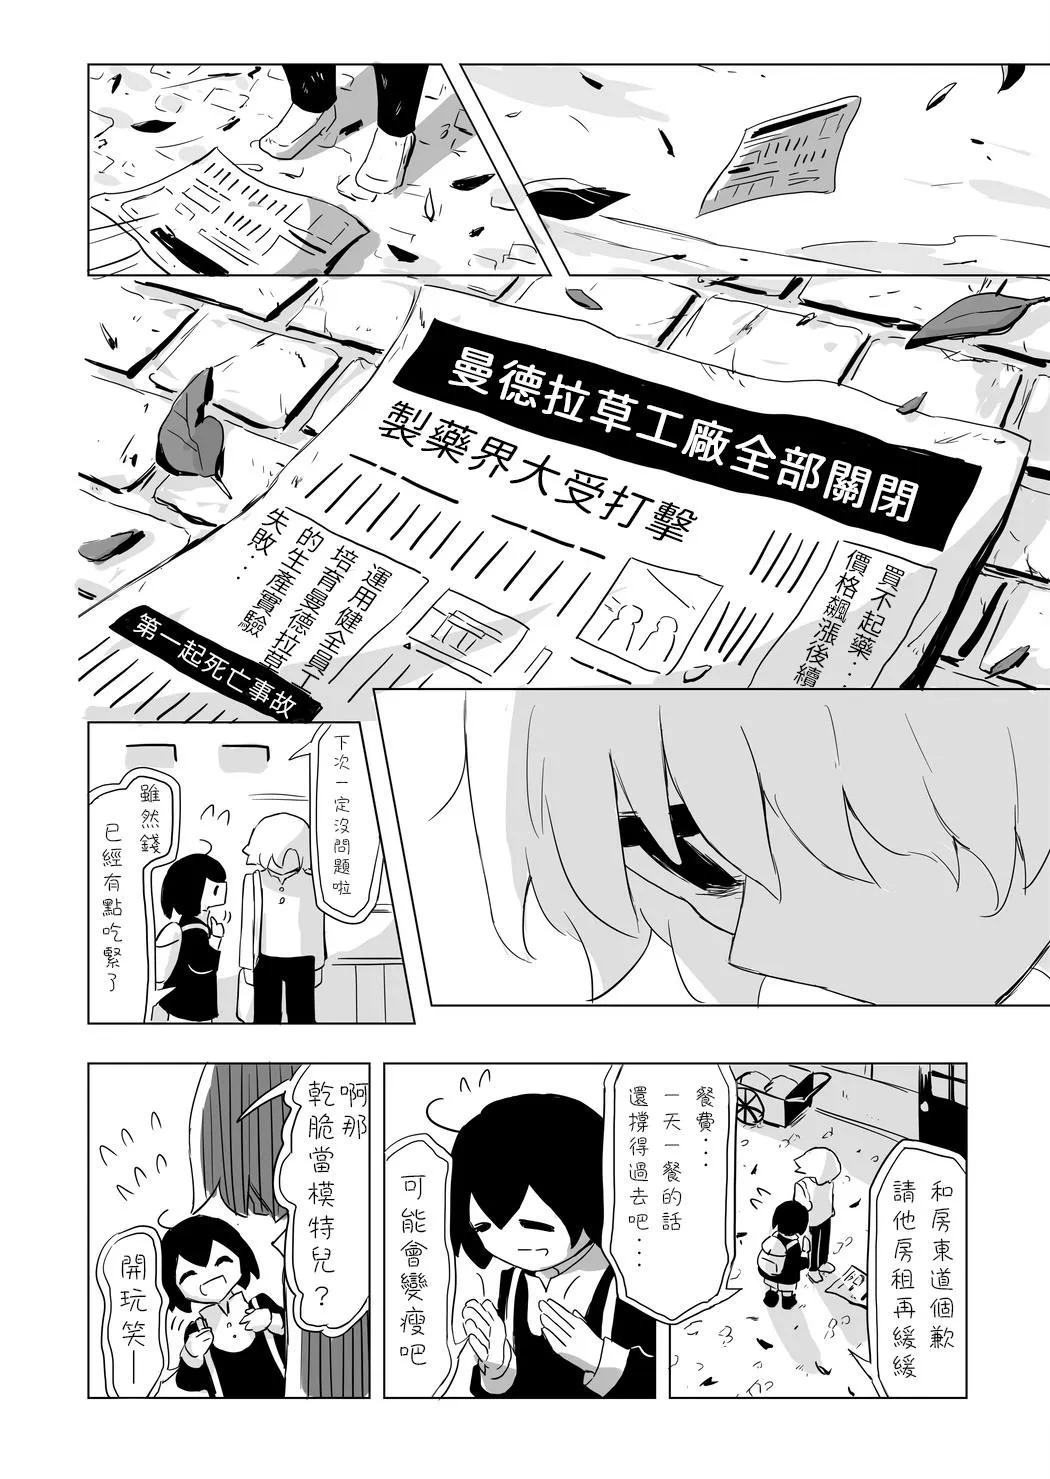 曼德拉草工廠全部關閉
製藥界大受打擊
買不起藥...
價格飆漲後續
運用健全員工
培育曼德拉草
的生產實驗
失敗...
第一起死亡事故
下次一定沒問題啦
雖然錢
已經有點吃緊了
和房東道個歉
請他房租再緩緩
餐費...
一天一餐的話
還撐得過去吧....
可能會變瘦吧
啊那
乾脆當模特兒？
開玩笑—